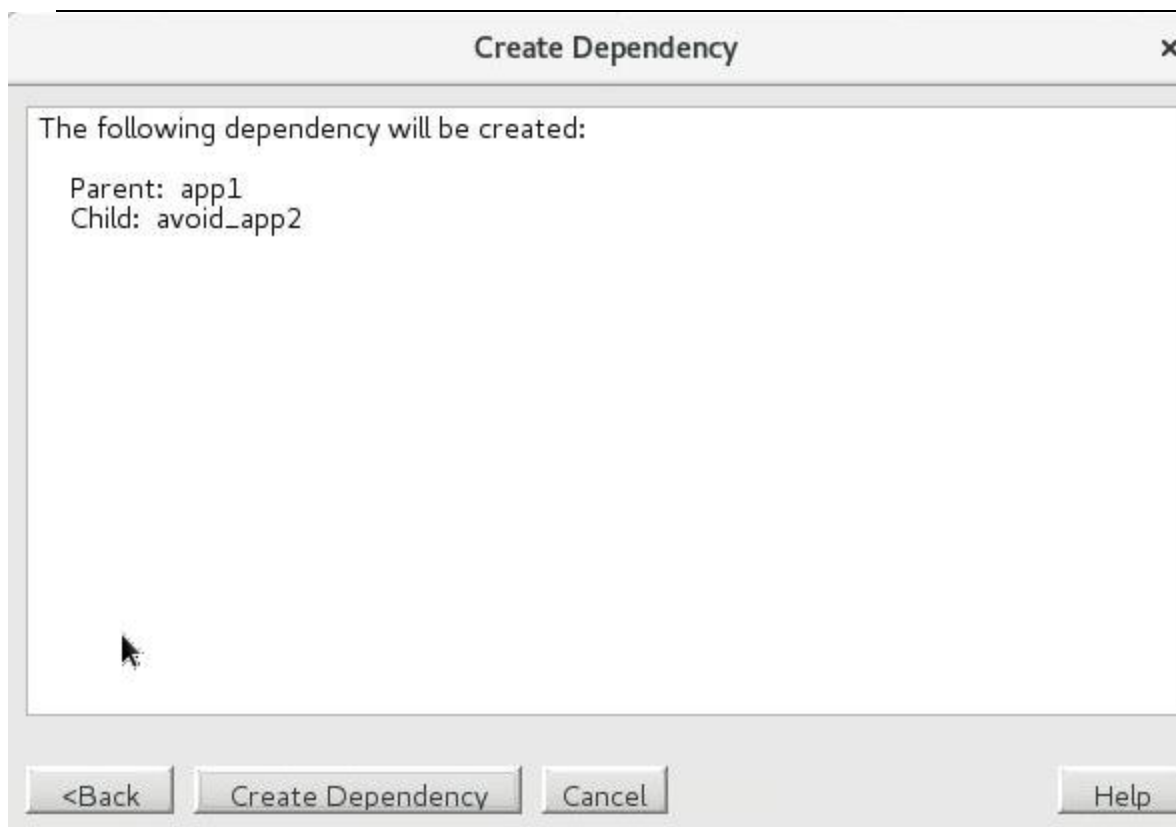 Create Dependency
The following dependency will be created:
Parent: app1
Child: avoid_app2
<Back Create Dependency Cancel Help